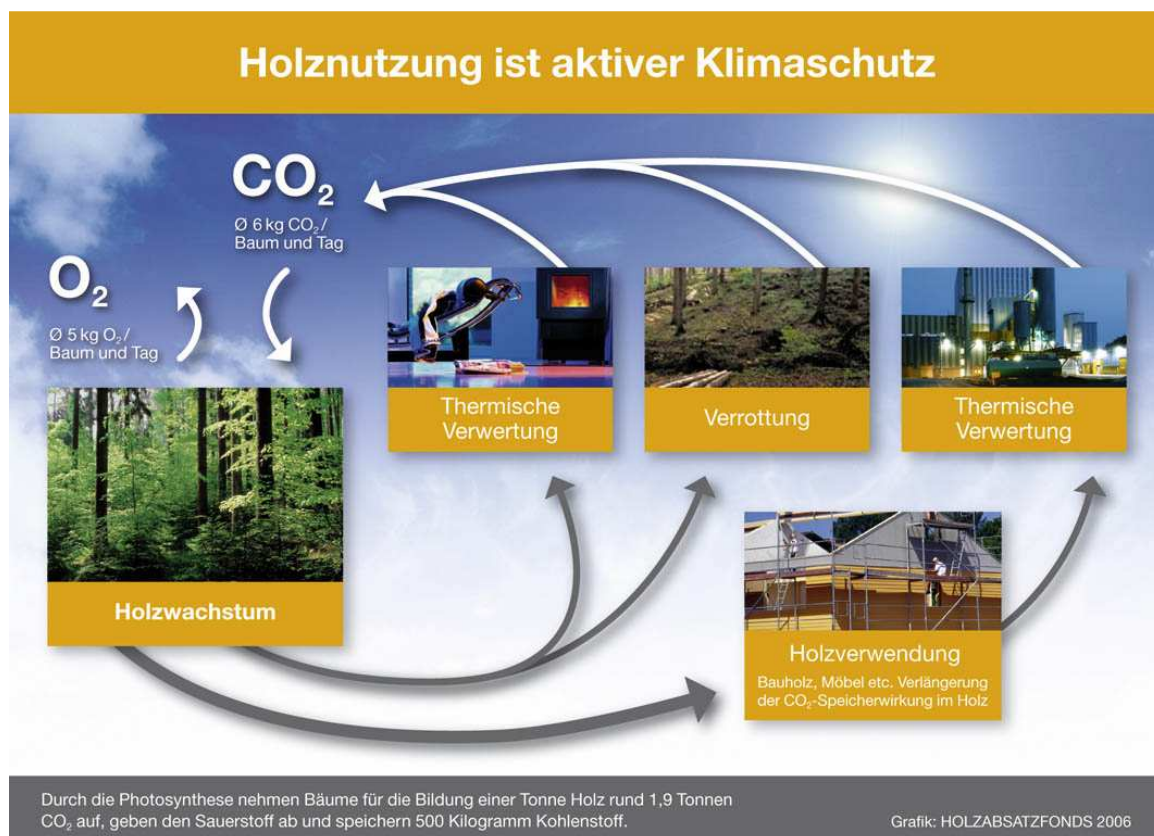 Holznutzung ist aktiver Klimaschutz
CO₂
Ø 6 kg CO₂/
Baum und Tag
O₂
Ø 5 kg O₂/
Baum und Tag
Thermische
Verwertung
Verrottung
Thermische
Verwertung
Holzwachstum
Holzverwendung
Bauholz, Möbel etc. Verlängerung
der CO₂-Speicherwirkung im Holz
Durch die Photosynthese nehmen Bäume für die Bildung einer Tonne Holz rund 1,9 Tonnen
CO₂ auf, geben den Sauerstoff ab und speichern 500 Kilogramm Kohlenstoff.
Grafik: HOLZABSATZFONDS 2006